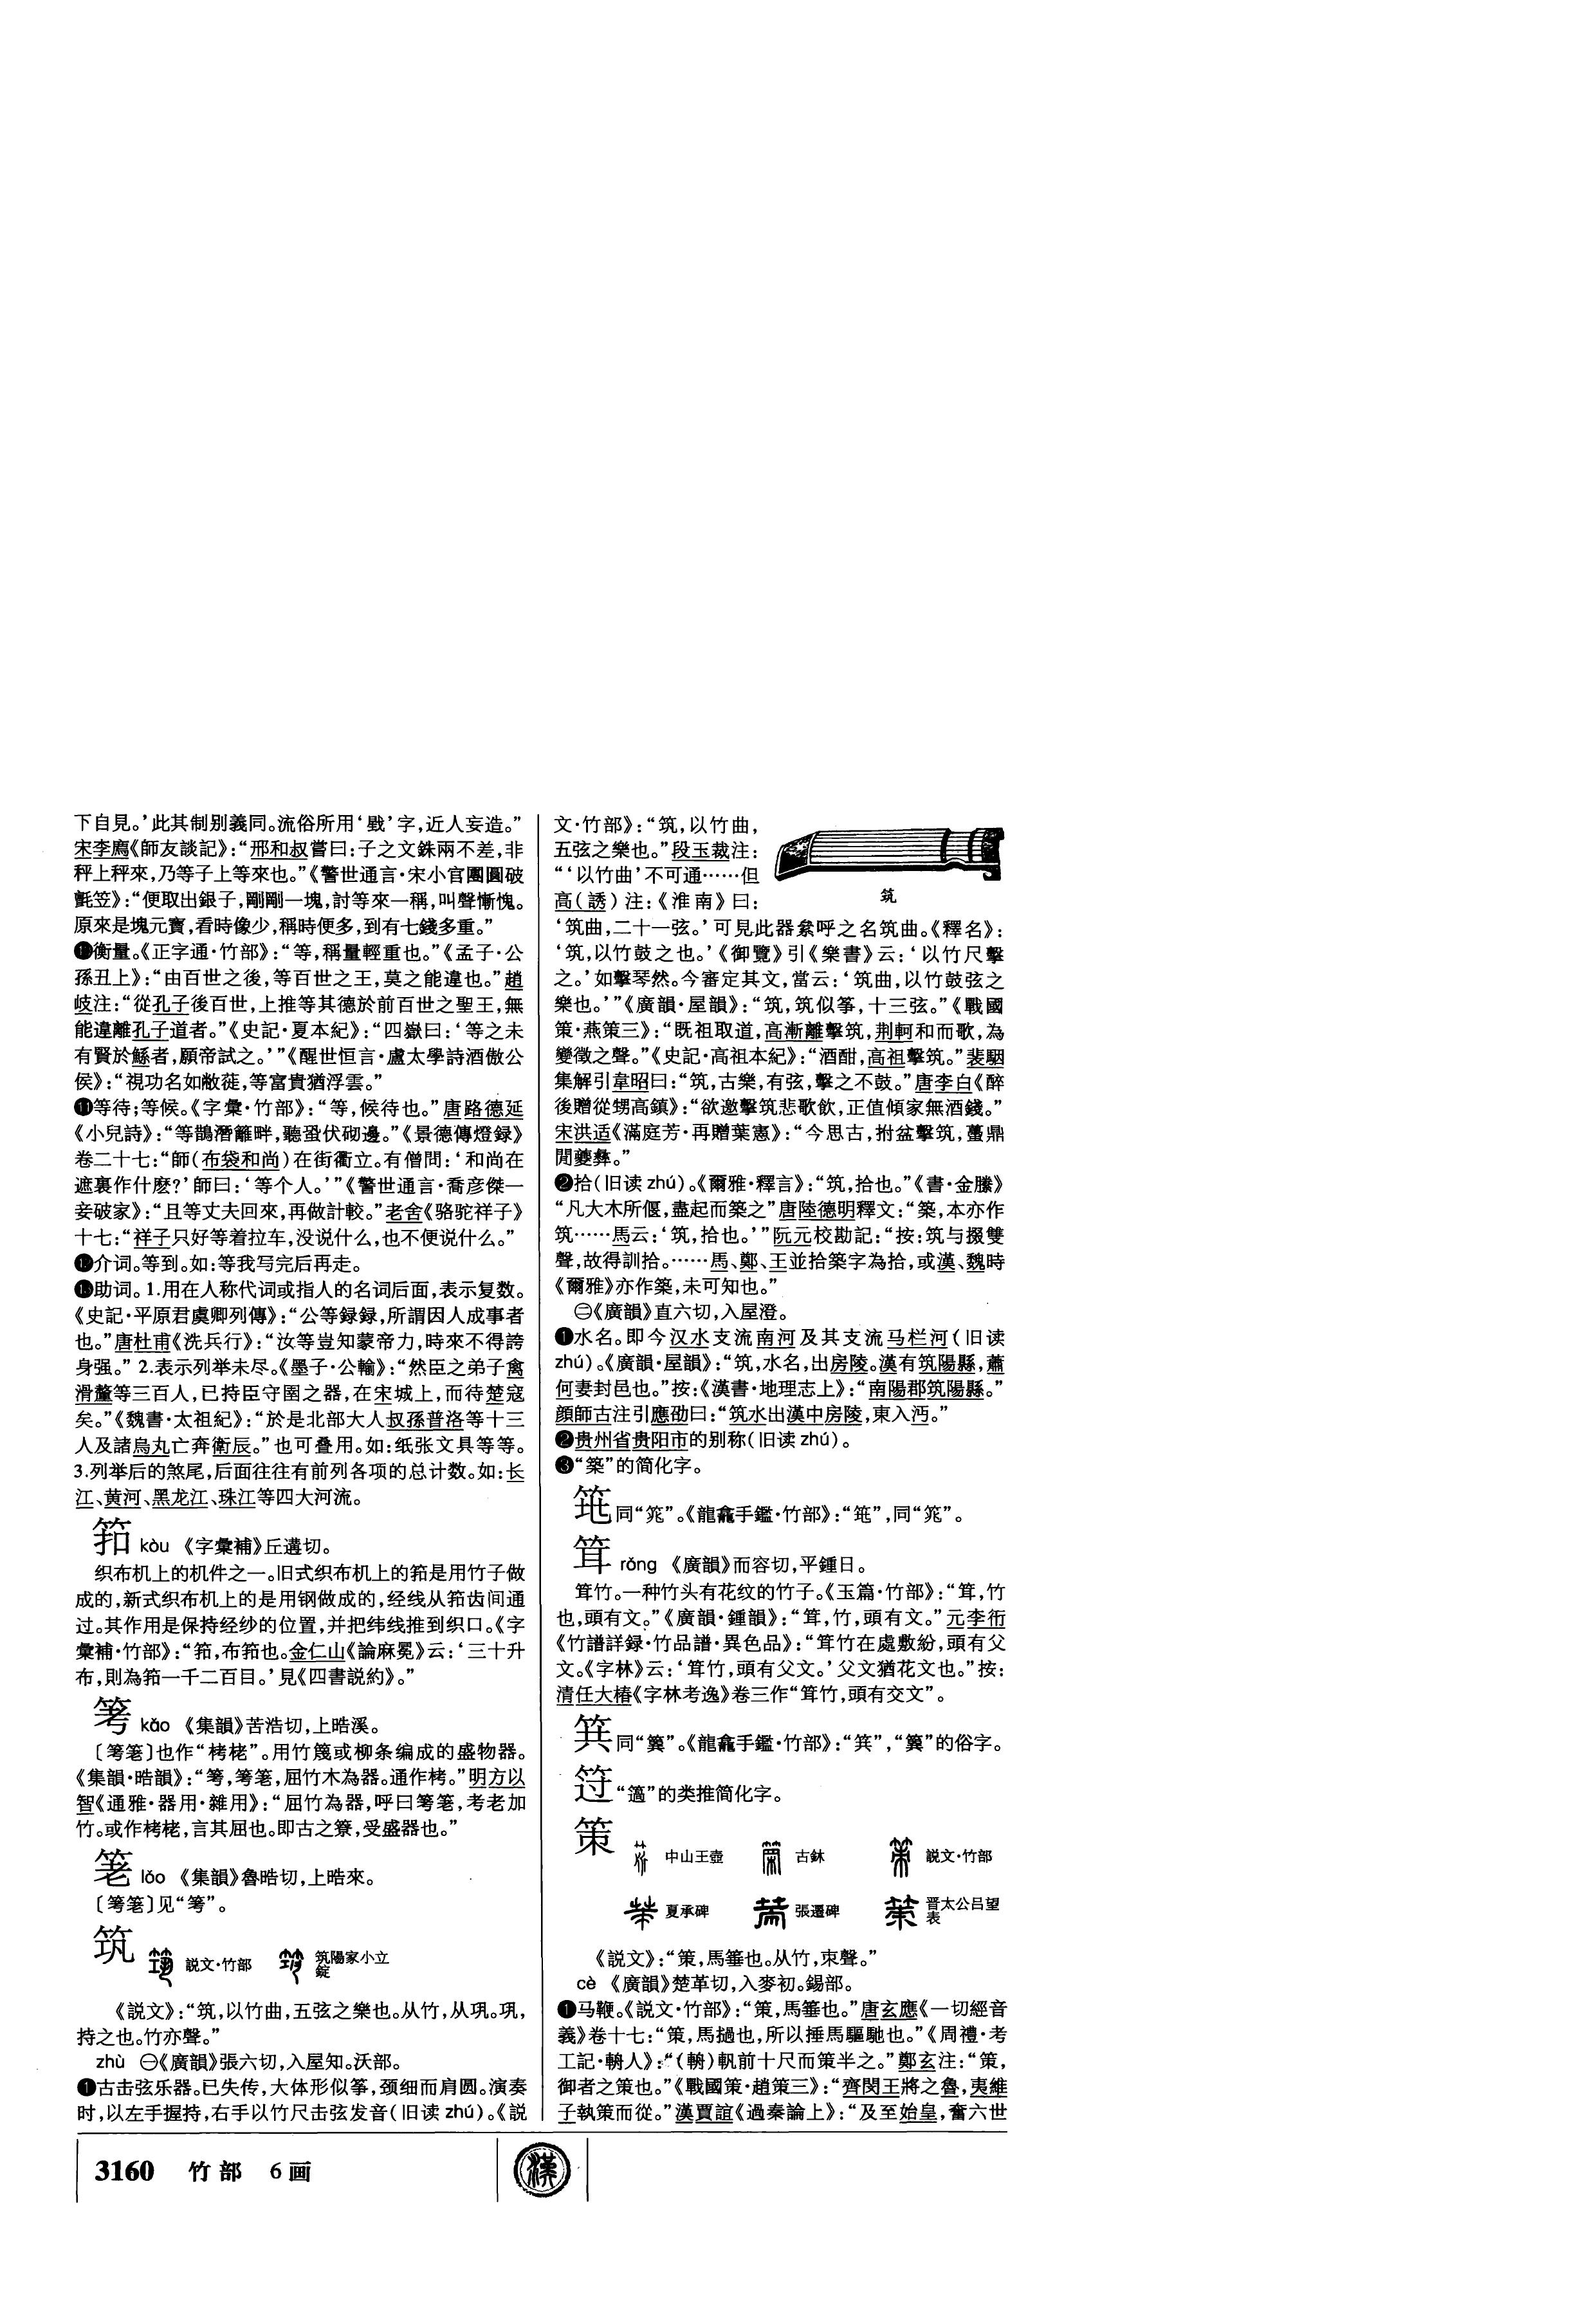 下自見。’此其制别義同。流俗所用‘戥’字,近人妄造。”
宋李廌《師友談記》:“邢和叔嘗曰:子之文銖兩不差,非
秤上秤來,乃等子上等來也。”《警世通言·宋小官團圓破
氈笠》:“便取出銀子,剛剛一塊,討等來一稱,叫聲慚愧。
原來是塊元寳,看時像少,稱時便多,到有七錢多重。”
❿衡量。《正字通·竹部》:“等,稱量輕重也。”《孟子·公
孫丑上》:“由百世之後,等百世之王,莫之能違也。”趙
岐注:“從孔子後百世,上推等其德於前百世之聖王,無
能違離孔子道者。”《史記·夏本紀》:“四嶽曰:‘等之未
有賢於鯀者,願帝試之。’”《醒世恒言·盧太學詩酒傲公
侯》:“視功名如敝蓰,等富貴猶浮雲。”
⓫等待;等候。《字彙·竹部》:“等,候待也。”唐路德延
《小兒詩》:“等鵲潛籬畔,聽蛩伏砌邊。”《景德傳燈録》
卷二十七:“師(布袋和尚)在街衢立。有僧問:‘和尚在
遮裏作什麽?’師曰:‘等个人。’”《警世通言·喬彦傑一
妾破家》:“且等丈夫回來,再做計較。”老舍《骆驼祥子》
十七:“祥子只好等着拉车,没说什么,也不便说什么。”
⓬介词。等到。如:等我写完后再走。
⓭助词。1.用在人称代词或指人的名词后面,表示复数。
《史記·平原君虞卿列傳》:“公等録録,所謂因人成事者
也。”唐杜甫《洗兵行》:“汝等豈知蒙帝力,時來不得誇
身强。” 2.表示列举未尽。《墨子·公輸》:“然臣之弟子禽
滑釐等三百人,已持臣守圉之器,在宋城上,而待楚寇
矣。”《魏書·太祖紀》:“於是北部大人叔孫普洛等十三
人及諸烏丸亡奔衛辰。”也可叠用。如:纸张文具等等。
3.列举后的煞尾,后面往往有前列各项的总计数。如:长
江、黄河、黑龙江、珠江等四大河流。
筘 kòu 《字彙補》丘遘切。
织布机上的机件之一。旧式织布机上的筘是用竹子做
成的,新式织布机上的是用钢做成的,经线从筘齿间通
过。其作用是保持经纱的位置,并把纬线推到织口。《字
彙補·竹部》:“筘,布筘也。金仁山《論麻冕》云:‘三十升
布,則為筘一千二百目。’見《四書説約》。”
䇮 kǎo 《集韻》苦浩切,上晧溪。
〔䇮䇭〕也作“栲栳”。用竹篾或柳条编成的盛物器。
《集韻·晧韻》:“䇮,䇮䇭,屈竹木為器。通作栲。”明方以
智《通雅·器用·雜用》:“屈竹為器,呼曰䇮䇭,考老加
竹。或作栲栳,言其屈也。即古之䈼,受盛器也。”
䇭 lǎo 《集韻》魯晧切,上晧來。
〔䇮䇭〕见“䇮”。
筑 説文·竹部 筑陽家小立錠
《説文》:“筑,以竹曲,五弦之樂也。从竹,从巩。巩,
持之也。竹亦聲。”
zhù ㊀《廣韻》張六切,入屋知。沃部。
❶古击弦乐器。已失传,大体形似筝,颈细而肩圆。演奏
时,以左手握持,右手以竹尺击弦发音(旧读zhú)。《説
文·竹部》:“筑,以竹曲,
五弦之樂也。”段玉裁注:
“‘以竹曲’不可通……但
高(誘)注:《淮南》曰:
筑
‘筑曲,二十一弦。’可見此器絫呼之名筑曲。《釋名》:
‘筑,以竹鼓之也。’《御覽》引《樂書》云:‘以竹尺擊
之。’如擊琴然。今審定其文,當云:‘筑曲,以竹鼓弦之
樂也。’”《廣韻·屋韻》:“筑,筑似筝,十三弦。”《戰國
策·燕策三》:“既祖取道,高漸離擊筑,荆軻和而歌,為
變徵之聲。”《史記·高祖本紀》:“酒酣,高祖擊筑。”裴駰
集解引韋昭曰:“筑,古樂,有弦,擊之不鼓。”唐李白《醉
後贈從甥高鎮》:“欲邀擊筑悲歌飲,正值傾家無酒錢。”
宋洪适《滿庭芳·再贈葉憲》:“今思古,拊盆擊筑,蠆鼎
間夔彝。”
❷拾(旧读zhú)。《爾雅·釋言》:“筑,拾也。”《書·金縢》
“凡大木所偃,盡起而築之”唐陸德明釋文:“築,本亦作
筑……馬云:‘筑,拾也。’”阮元校勘記:“按:筑与掇雙
聲,故得訓拾。……馬、鄭、王並拾築字為拾,或漢、魏時
《爾雅》亦作築,未可知也。”
㊁《廣韻》直六切,入屋澄。
❶水名。即今汉水支流南河及其支流马栏河(旧读
zhú)。《廣韻·屋韻》:“筑,水名,出房陵。漢有筑陽縣,蕭
何妻封邑也。”按:《漢書·地理志上》:“南陽郡筑陽縣。”
顔師古注引應劭曰:“筑水出漢中房陵,東入沔。”
❷贵州省贵阳市的别称(旧读zhú)。
❸“築”的简化字。
同“筄”。《龍龕手鑑·竹部》:“”,同“筄”。
䇯 rǒng 《廣韻》而容切,平鍾日。
䇯竹。一种竹头有花纹的竹子。《玉篇·竹部》:“䇯,竹
也,頭有文。”《廣韻·鍾韻》:“䇯,竹,頭有文。”元李衎
《竹譜詳録·竹品譜·異色品》:“䇯竹在處敷紛,頭有父
文。《字林》云:‘䇯竹,頭有父文。’父文猶花文也。”按:
清任大椿《字林考逸》卷三作“䇯竹,頭有交文”。
同“簨”。《龍龕手鑑·竹部》:“”,“簨”的俗字。
“薖”的类推简化字。
策 中山王壺 古鉨 説文·竹部
夏承碑 張遷碑 晋太公吕望表
《説文》:“策,馬箠也。从竹,朿聲。”
cè 《廣韻》楚革切,入麥初。錫部。
❶马鞭。《説文·竹部》:“策,馬箠也。”唐玄應《一切經音
義》卷十七:“策,馬撾也,所以捶馬驅馳也。”《周禮·考
工記·輈人》:“(輈)軓前十尺而策半之。”鄭玄注:“策,
御者之策也。”《戰國策·趙策三》:“齊閔王將之魯,夷維
子執策而從。”漢賈誼《過秦論上》:“及至始皇,奮六世
3160 竹部 6画 漢